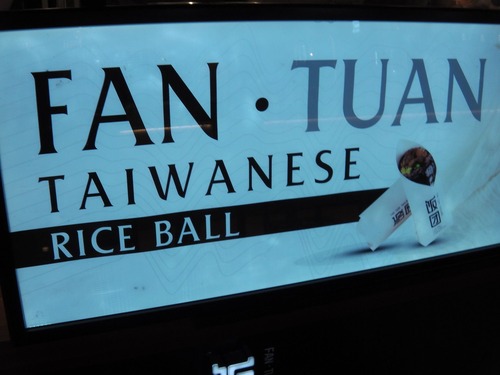 FAN · TUAN
TAIWANESE
RICE BALL